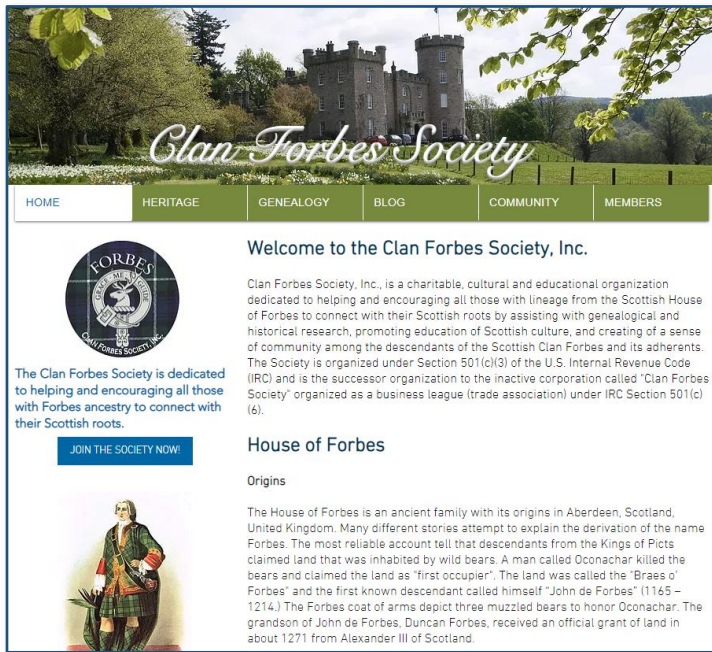 Clan Forbes Society
HOME
HERITAGE
GENEALOGY
BLOG
COMMUNITY
MEMBERS
FORBES
GRACE ME GUIDE
CLAN FORBES SOCIETY, INC.
The Clan Forbes Society is dedicated
to helping and encouraging all those
with Forbes ancestry to connect with
their Scottish roots.
JOIN THE SOCIETY NOW!
Welcome to the Clan Forbes Society, Inc.
Clan Forbes Society, Inc., is a charitable, cultural and educational organization
dedicated to helping and encouraging all those with lineage from the Scottish House
of Forbes to connect with their Scottish roots by assisting with genealogical and
historical research, promoting education of Scottish culture, and creating of a sense
of community among the descendants of the Scottish Clan Forbes and its adherents.
The Society is organized under Section 501(c)(3) of the U.S. Internal Revenue Code
(IRC) and is the successor organization to the inactive corporation called "Clan Forbes
Society" organized as a business league (trade association) under IRC Section 501(c)
(6).
House of Forbes
Origins
The House of Forbes is an ancient family with its origins in Aberdeen, Scotland,
United Kingdom. Many different stories attempt to explain the derivation of the name
Forbes. The most reliable account tell that descendants from the Kings of Picts
claimed land that was inhabited by wild bears. A man called Oconachar killed the
bears and claimed the land as "first occupier". The land was called the "Braes o'
Forbes" and the first known descendant called himself "John de Forbes" (1165 –
1214.) The Forbes coat of arms depict three muzzled bears to honor Oconachar. The
grandson of John de Forbes, Duncan Forbes, received an official grant of land in
about 1271 from Alexander III of Scotland.